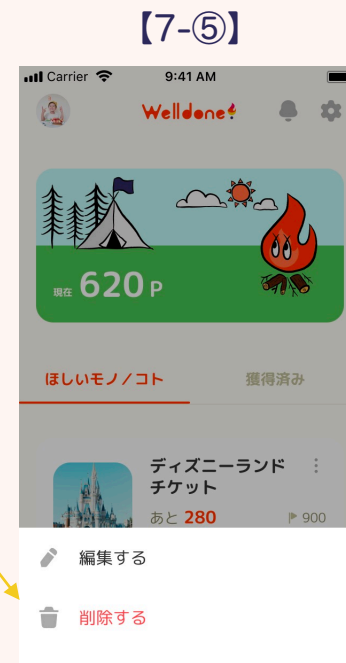 【7-⑤】
Carrier
9:41 AM
Welldone!
現在 620 P
ほしいモノ／コト
獲得済み
ディズニーランド
チケット
あと 280
900
編集する
削除する